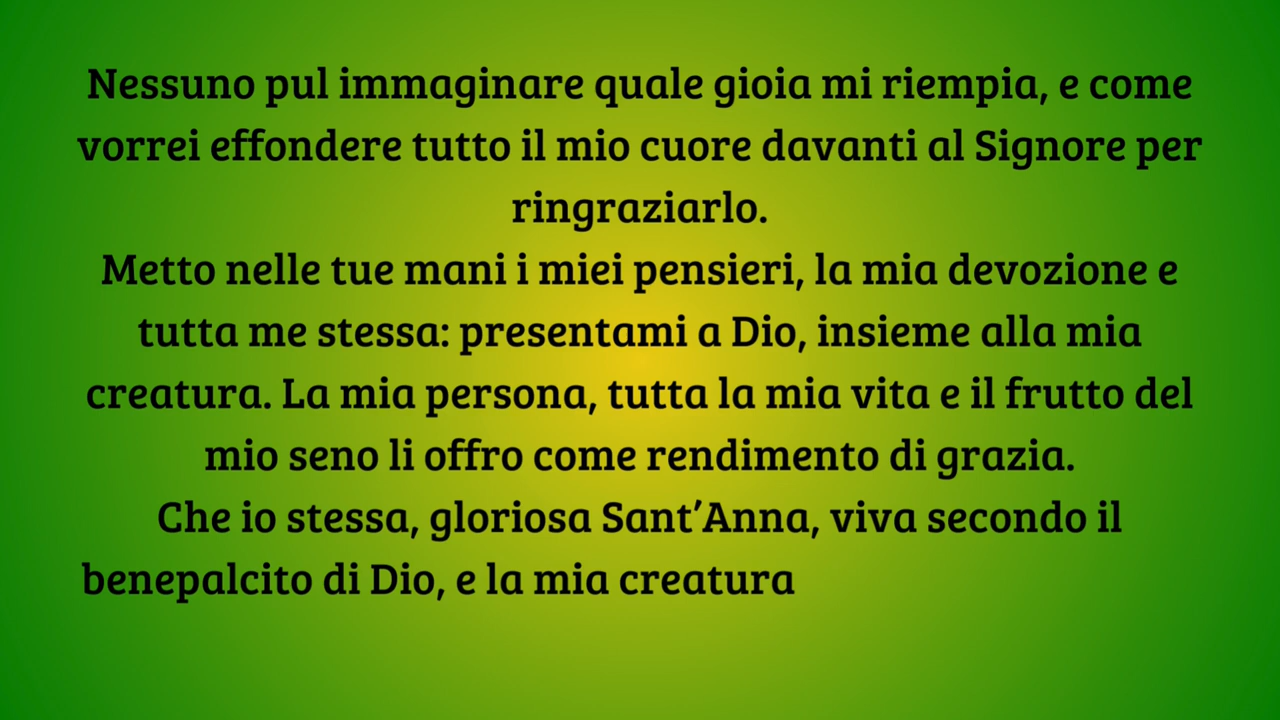 Nessuno pul immaginare quale gioia mi riempia, e come
vorrei effondere tutto il mio cuore davanti al Signore per
ringraziarlo.
Metto nelle tue mani i miei pensieri, la mia devozione e
tutta me stessa: presentami a Dio, insieme alla mia
creatura. La mia persona, tutta la mia vita e il frutto del
mio seno li offro come rendimento di grazia.
Che io stessa, gloriosa Sant’Anna, viva secondo il
benepalcito di Dio, e la mia creatura